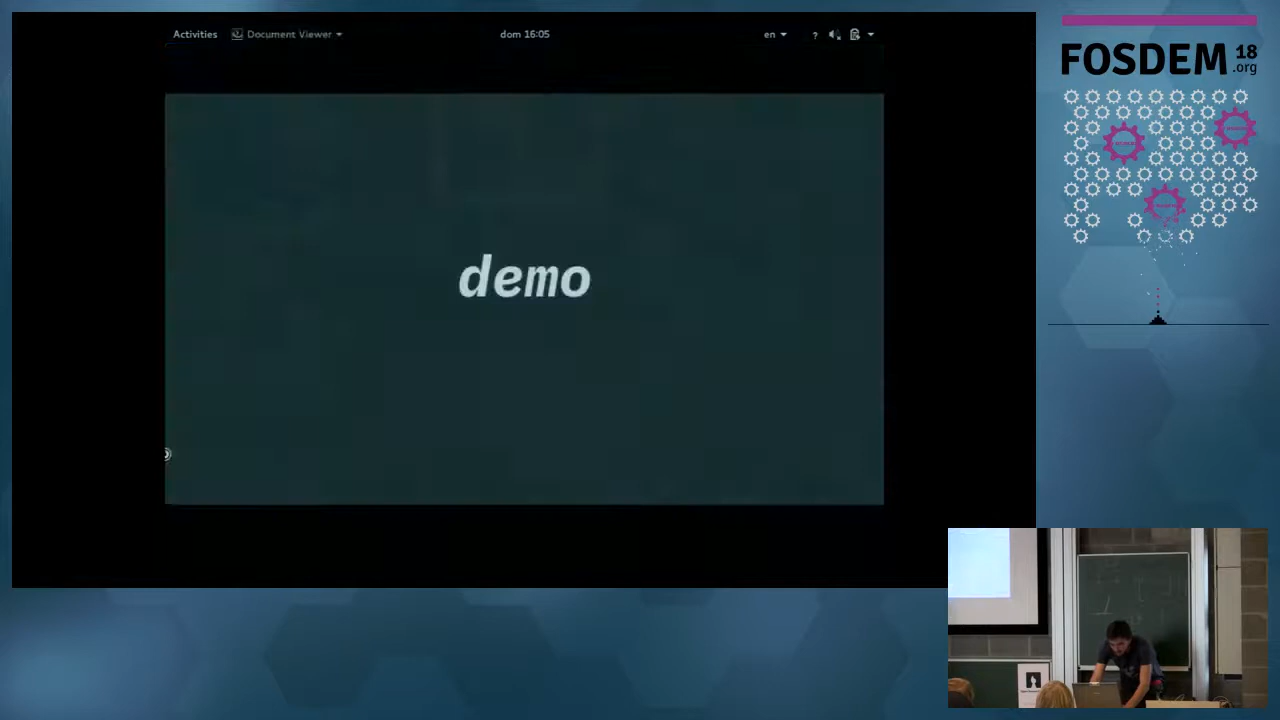 Activities
Document Viewer
dom 16:05
en
?
demo
FOSDEM 18
.org